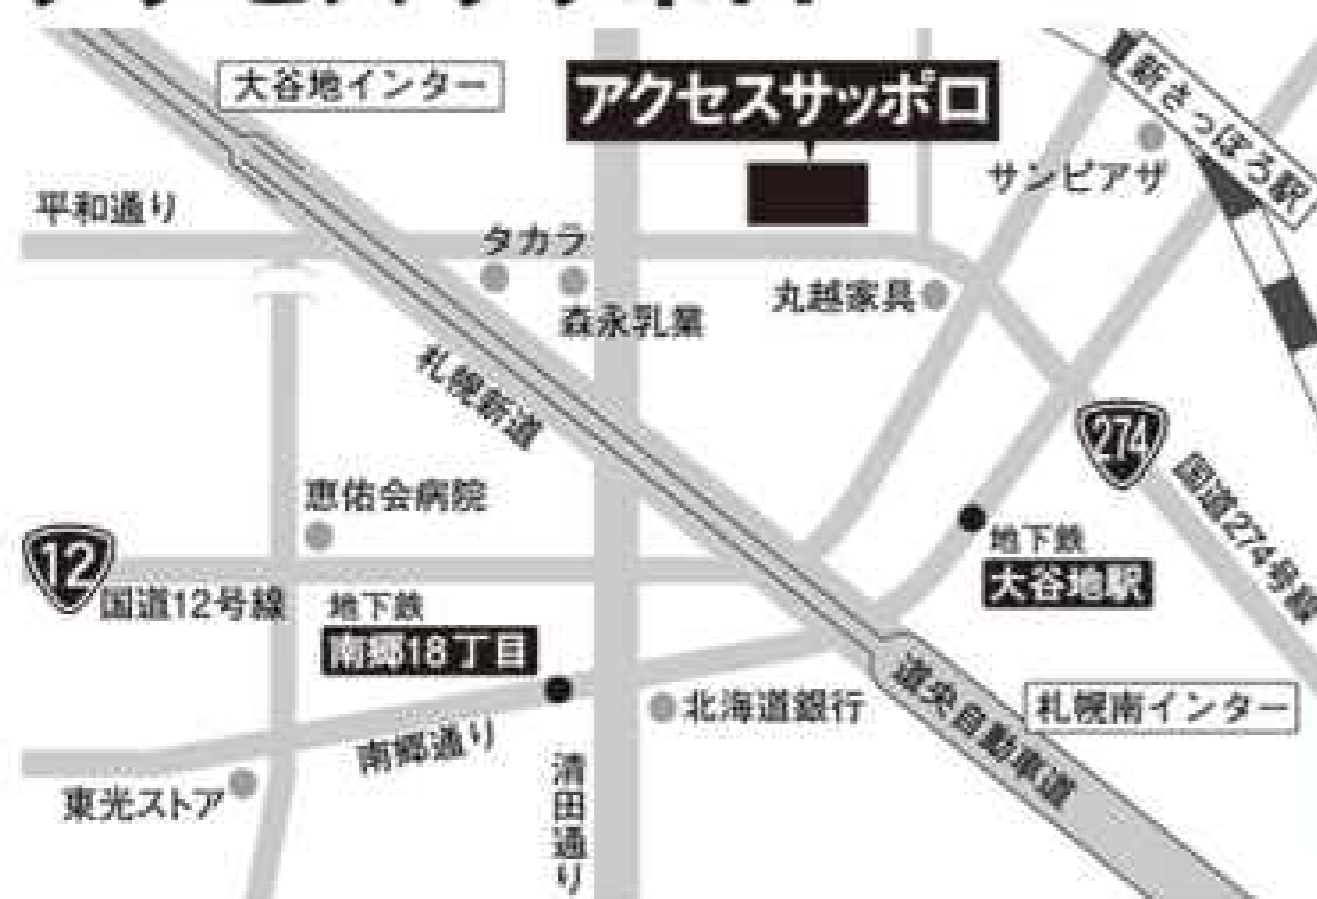 大谷地インター
アクセスサッポロ
新さっぽろ駅
サンピアザ
平和通り
タカラ
森永乳業
丸越家具
札幌新道
274
国道274号線
恵佑会病院
12
国道12号線
地下鉄
大谷地駅
地下鉄
南郷18丁目
北海道銀行
道央自動車道
札幌南インター
南郷通り
清田通り
東光ストア